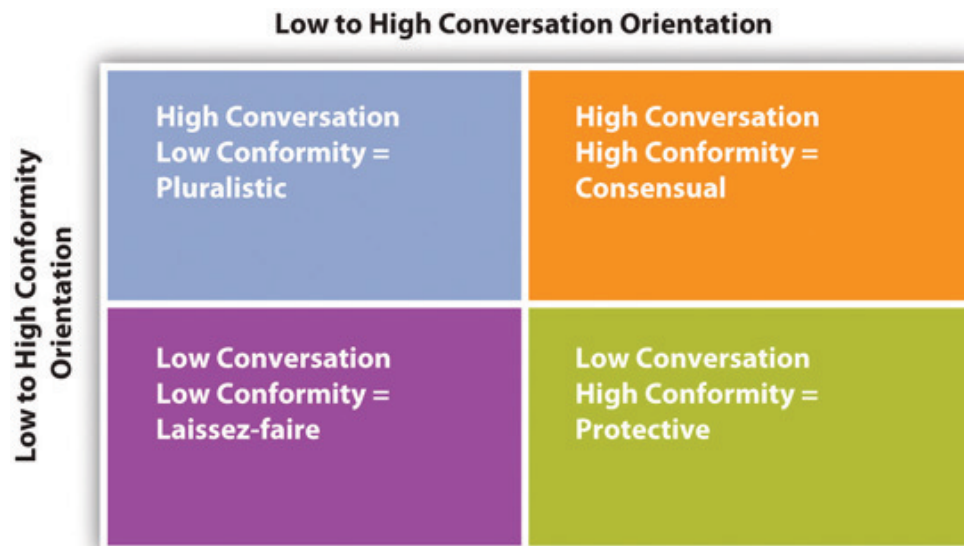 Low to High Conversation Orientation
Low to High Conformity
Orientation
High Conversation
Low Conformity =
Pluralistic
High Conversation
High Conformity =
Consensual
Low Conversation
Low Conformity =
Laissez-faire
Low Conversation
High Conformity =
Protective